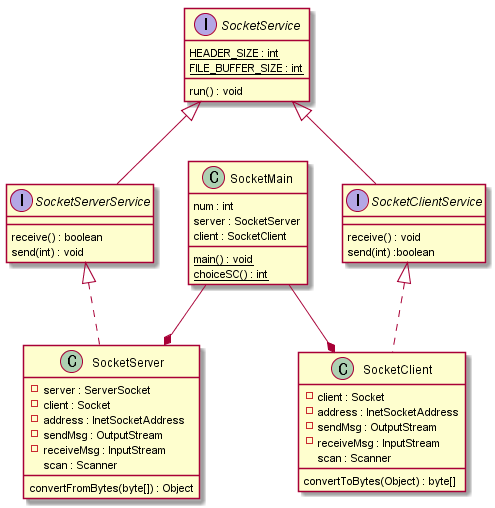 I SocketService
HEADER_SIZE : int
FILE_BUFFER_SIZE : int
run() : void
I SocketServerService
receive() : boolean
send(int) : void
C SocketMain
num : int
server : SocketServer
client : SocketClient
main() : void
choiceSC() : int
I SocketClientService
receive() : void
send(int) :boolean
C SocketServer
server : ServerSocket
client : Socket
address : InetSocketAddress
sendMsg : OutputStream
receiveMsg : InputStream
scan : Scanner
convertFromBytes(byte[]) : Object
C SocketClient
client : Socket
address : InetSocketAddress
sendMsg : OutputStream
receiveMsg : InputStream
scan : Scanner
convertToBytes(Object) : byte[]